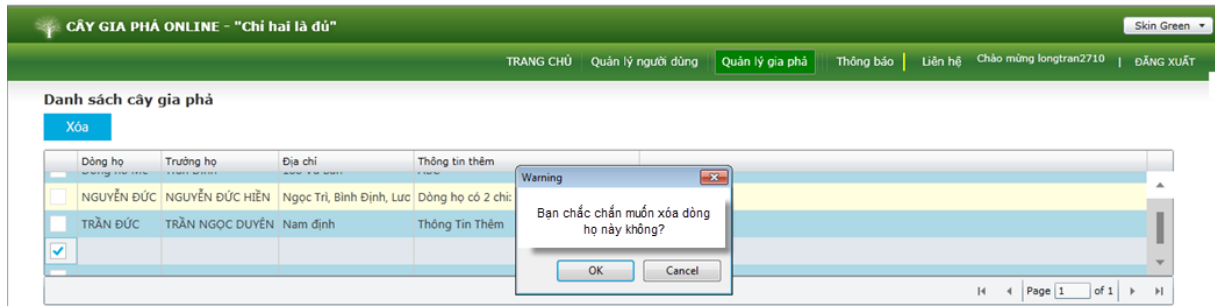 CÂY GIA PHẢ ONLINE - "Chỉ hai là đủ"
Skin Green
TRANG CHỦ Quản lý người dùng Quản lý gia phả Thông báo Liên hệ Chào mừng longtran2710 | ĐĂNG XUẤT
Danh sách cây gia phả
Xóa
Dòng họ Trưởng họ Địa chỉ Thông tin thêm
NGUYỄN ĐỨC NGUYỄN ĐỨC HIỀN Ngọc Trì, Bình Định, Lươ Dòng họ có 2 chi:
TRẦN ĐỨC TRẦN NGỌC DUYÊN Nam định Thông Tin Thêm
Warning
Bạn chắc chắn muốn xóa dòng
họ này không?
OK Cancel
Page 1 of 1